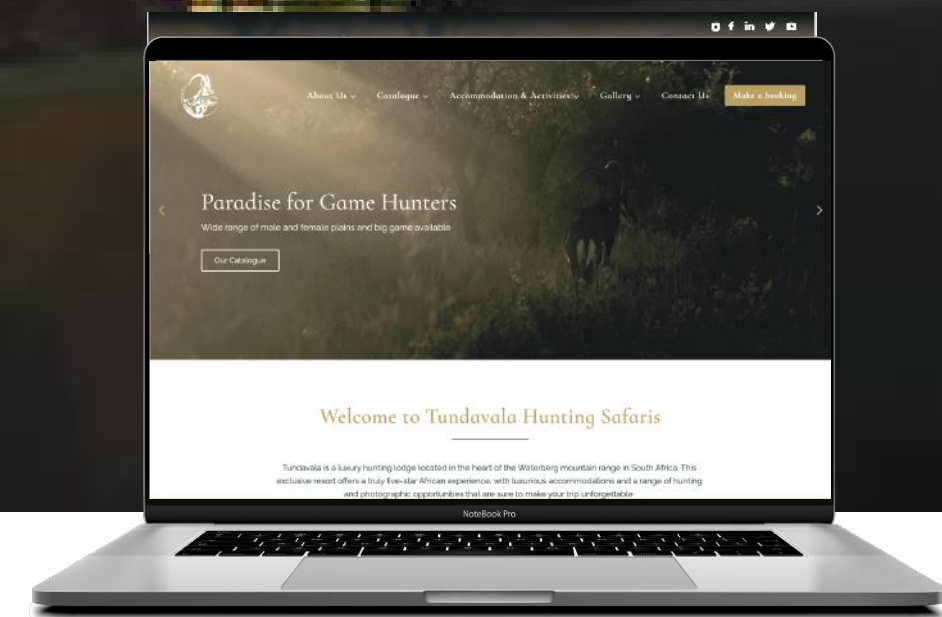 About Us
Catalogue
Accommodation & Activities
Gallery
Contact Us
Make a booking
Paradise for Game Hunters
Wide range of male and female plains and big game available
Our Catalogue
Welcome to Tundavala Hunting Safaris
Tundavala is a luxury hunting lodge located in the heart of the Waterberg mountain range in South Africa. This
exclusive resort offers a truly five-star African experience, with luxurious accommodations and a range of hunting
and photographic opportunities that are sure to make your trip unforgettable
NoteBook Pro